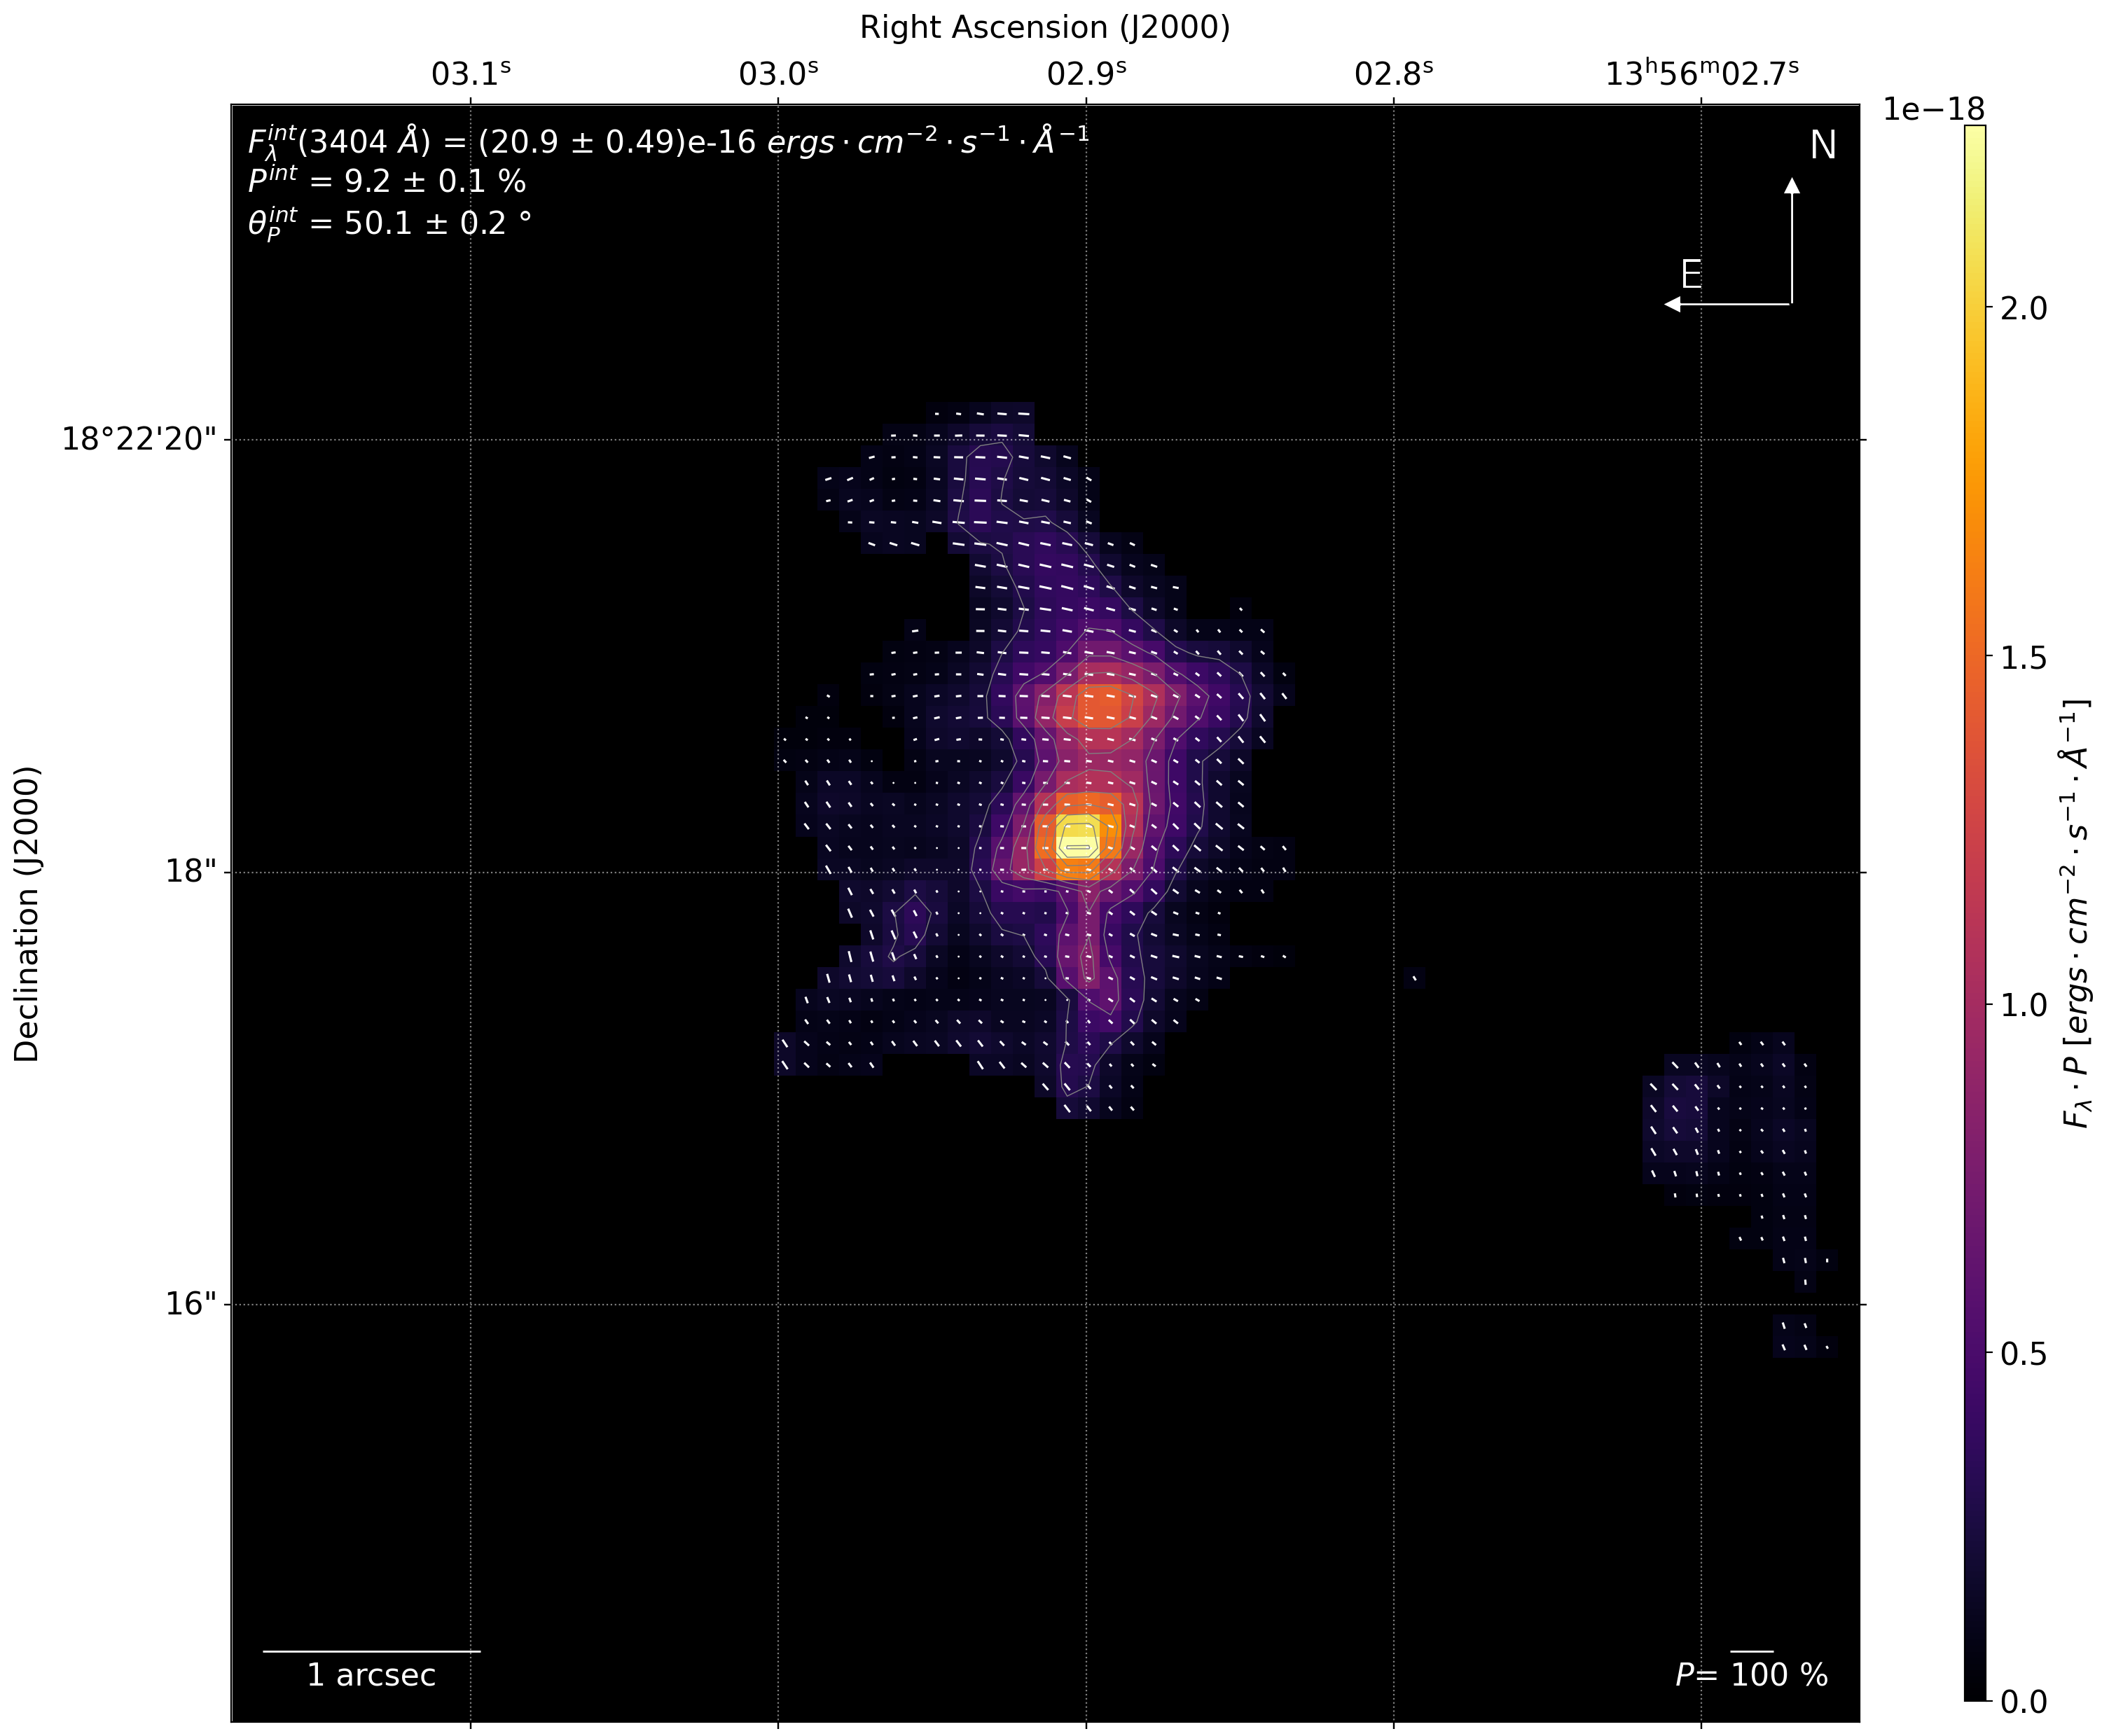 Right Ascension (J2000)
03.1ˢ 03.0ˢ 02.9ˢ 02.8ˢ 13ʰ56ᵐ02.7ˢ
1e−18
F_λ^int(3404 Å) = (20.9 ± 0.49)e-16 ergs · cm⁻² · s⁻¹ · Å⁻¹
P^int = 9.2 ± 0.1 %
θ_P^int = 50.1 ± 0.2 °
N
E
18°22'20"
18"
16"
Declination (J2000)
1 arcsec
P= 100 %
2.0
1.5
1.0
0.5
0.0
F_λ · P [ergs · cm⁻² · s⁻¹ · Å⁻¹]